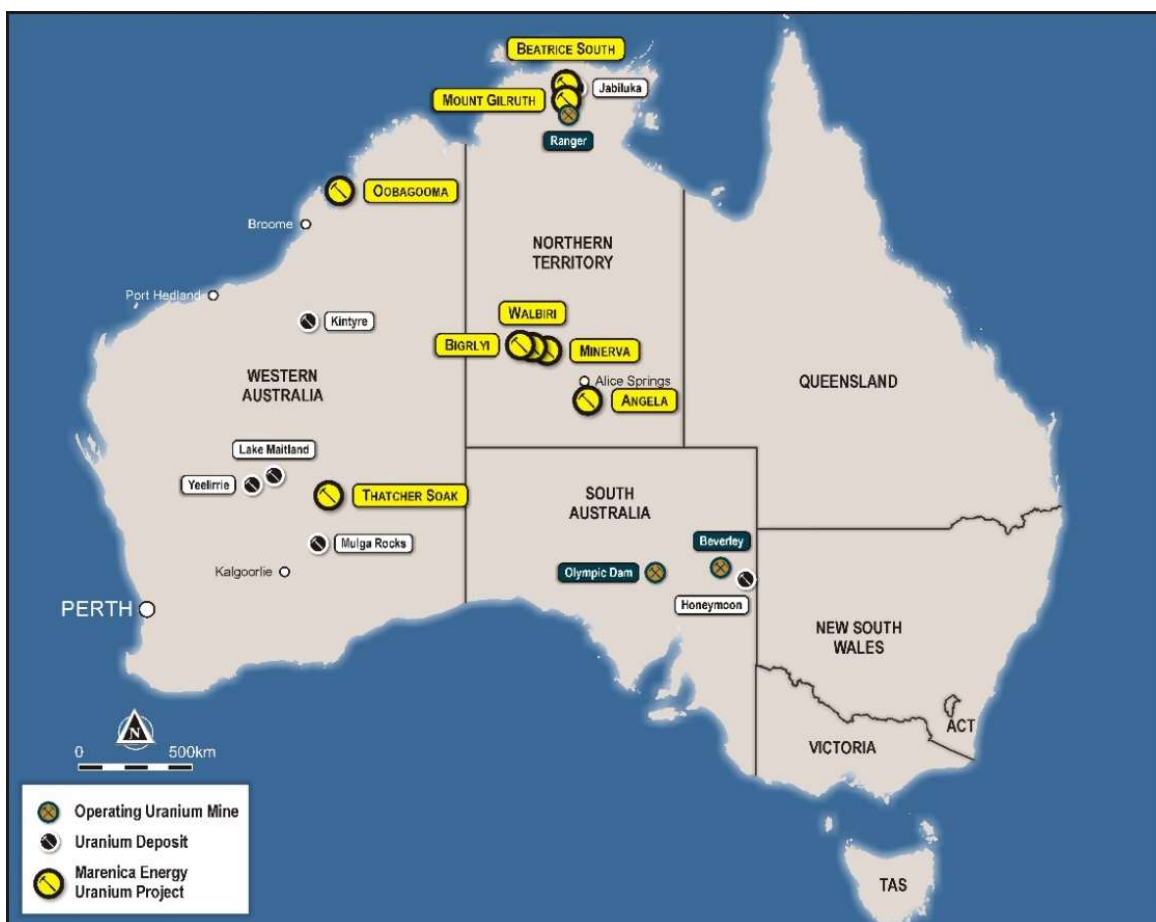 BEATRICE SOUTH
Jabiluka
MOUNT GILRUTH
Ranger
OOBAGOOMA
Broome
NORTHERN
TERRITORY
Port Hedland
Kintyre
WALBIRI
BIGRLYI
MINERVA
WESTERN
AUSTRALIA
Alice Springs
QUEENSLAND
ANGELA
Lake Maitland
Yeelirrie
THATCHER SOAK
SOUTH
AUSTRALIA
Mulga Rocks
Beverley
Kalgoorlie
Olympic Dam
Honeymoon
PERTH
NEW SOUTH
WALES
N
ACT
0 500km
VICTORIA
Operating Uranium Mine
Uranium Deposit
Marenica Energy
Uranium Project
TAS